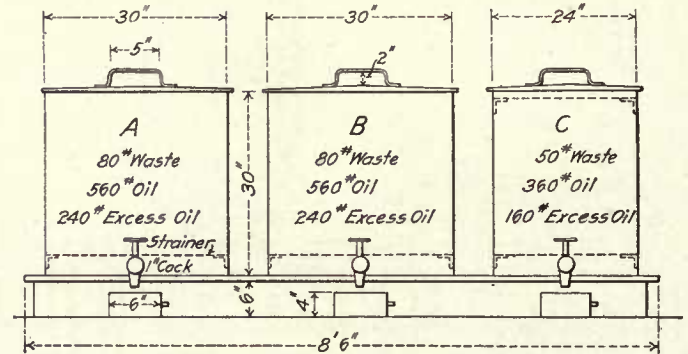 30" 30" 24"
5" 2"
A B C
80# Waste 80# Waste 50# Waste
560# Oil 560# Oil 360# Oil
240# Excess Oil 240# Excess Oil 160# Excess Oil
30"
Strainer
1" Cock
6" 6" 4"
8' 6"